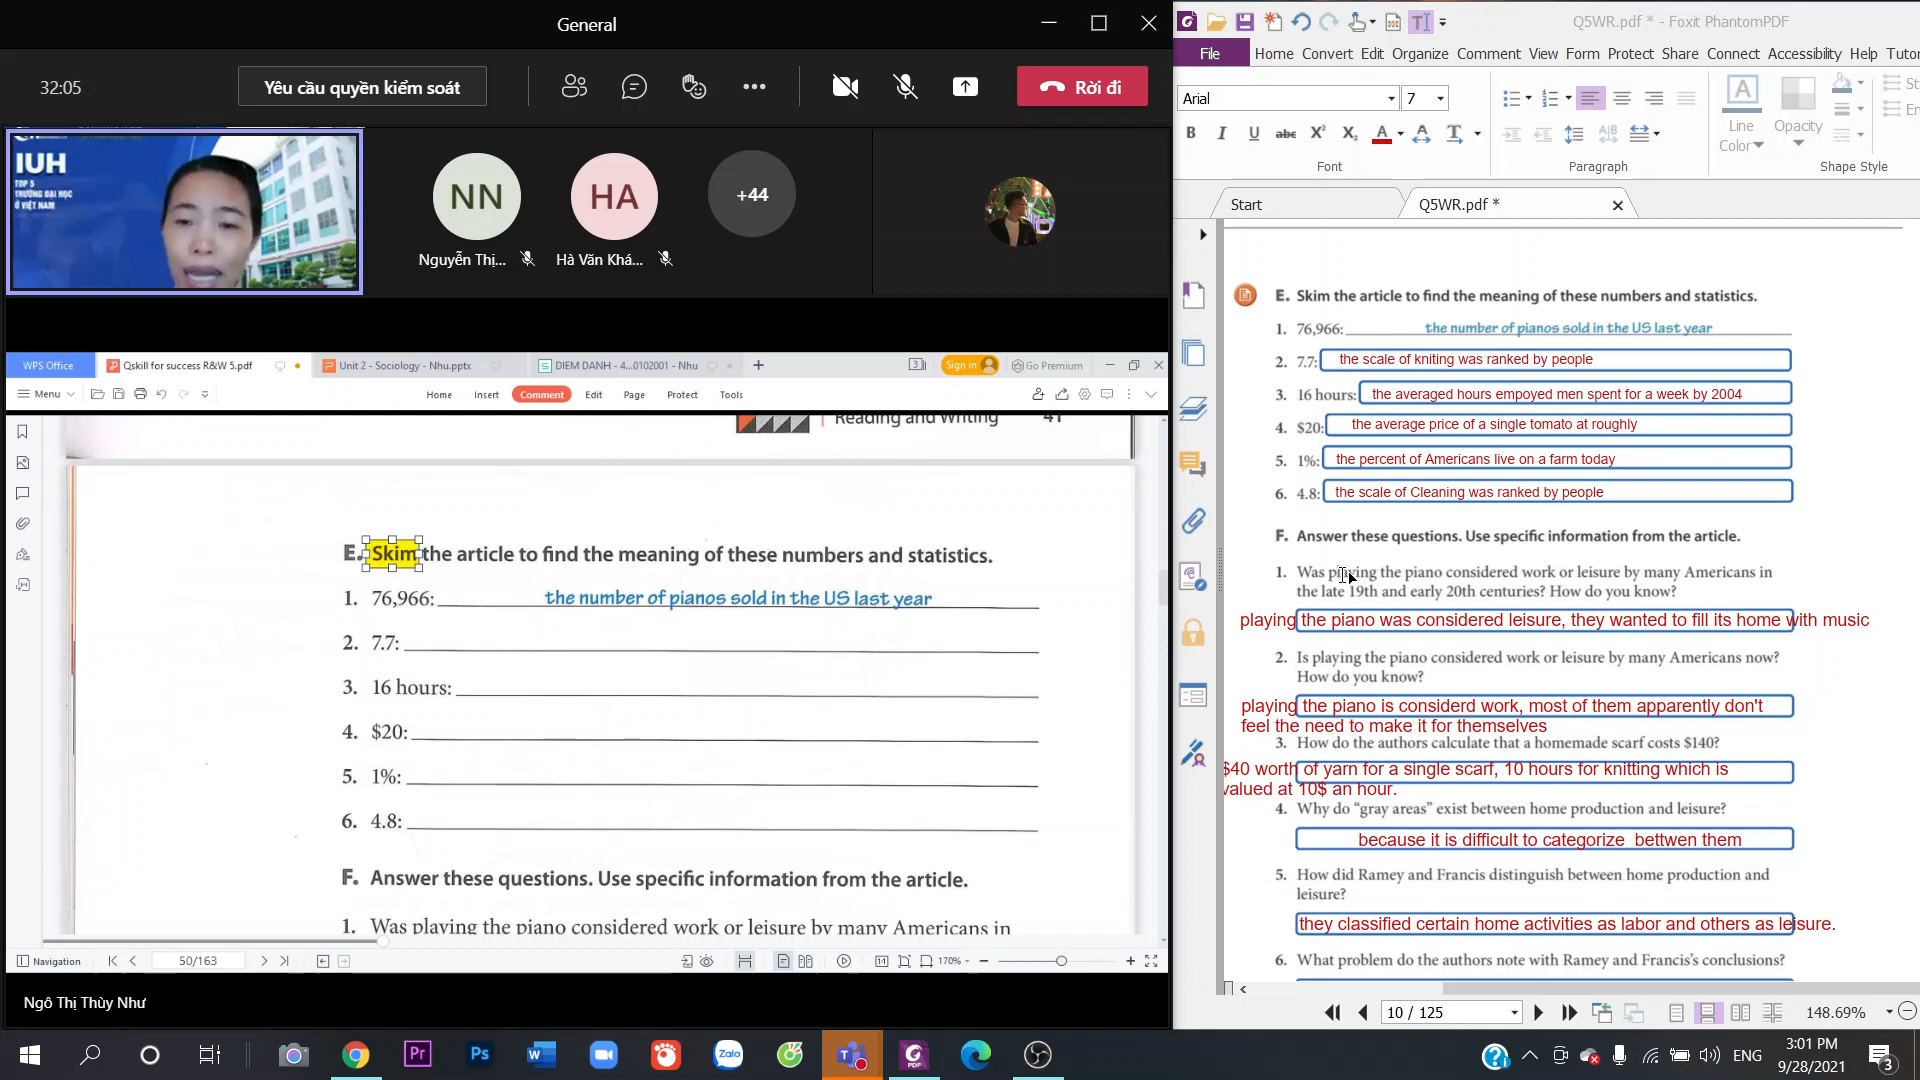 General
32:05
Yêu cầu quyền kiểm soát
Rời đi
IUH
TOP 5
TRƯỜNG ĐẠI HỌC
Ở VIỆT NAM
NN
HA
+44
Nguyễn Thị...
Hà Văn Khá...
WPS Office
Qskill for success R&W 5.pdf
Unit 2 - Sociology - Nhu.pptx
DIEM DANH - 4...0102001 - Nhu
Sign in
Go Premium
Menu
Home
Insert
Comment
Edit
Page
Protect
Tools
Reading and Writing 41
E. Skim the article to find the meaning of these numbers and statistics.
1. 76,966: the number of pianos sold in the US last year
2. 7.7:
3. 16 hours:
4. $20:
5. 1%:
6. 4.8:
F. Answer these questions. Use specific information from the article.
1. Was playing the piano considered work or leisure by many Americans in
Navigation
50/163
170%
Ngô Thị Thùy Như
Q5WR.pdf * - Foxit PhantomPDF
File Home Convert Edit Organize Comment View Form Protect Share Connect Accessibility Help Tutor
Arial
7
Font
Paragraph
Line
Color
Opacity
Shape Style
Start
Q5WR.pdf *
E. Skim the article to find the meaning of these numbers and statistics.
1. 76,966: the number of pianos sold in the US last year
2. 7.7: the scale of kniting was ranked by people
3. 16 hours: the averaged hours empoyed men spent for a week by 2004
4. $20: the average price of a single tomato at roughly
5. 1%: the percent of Americans live on a farm today
6. 4.8: the scale of Cleaning was ranked by people
F. Answer these questions. Use specific information from the article.
1. Was playing the piano considered work or leisure by many Americans in
the late 19th and early 20th centuries? How do you know?
playing the piano was considered leisure, they wanted to fill its home with music
2. Is playing the piano considered work or leisure by many Americans now?
How do you know?
playing the piano is considerd work, most of them apparently don't
feel the need to make it for themselves
3. How do the authors calculate that a homemade scarf costs $140?
$40 worth of yarn for a single scarf, 10 hours for knitting which is
valued at 10$ an hour.
4. Why do “gray areas” exist between home production and leisure?
because it is difficult to categorize bettwen them
5. How did Ramey and Francis distinguish between home production and
leisure?
they classified certain home activities as labor and others as leisure.
6. What problem do the authors note with Ramey and Francis's conclusions?
10 / 125
148.69%
ENG
3:01 PM
9/28/2021
3